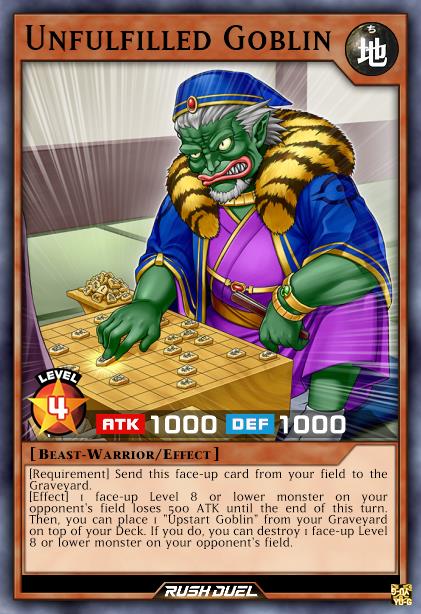 UNFULFILLED GOBLIN
ち
地
LEVEL
4
ATK 1000 DEF 1000
[BEAST-WARRIOR/EFFECT]
[Requirement] Send this face-up card from your field to the
Graveyard.
[Effect] 1 face-up Level 8 or lower monster on your
opponent's field loses 500 ATK until the end of this turn.
Then, you can place 1 "Upstart Goblin" from your Graveyard
on top of your Deck. If you do, you can destroy 1 face-up Level
8 or lower monster on your opponent's field.
RUSH DUEL